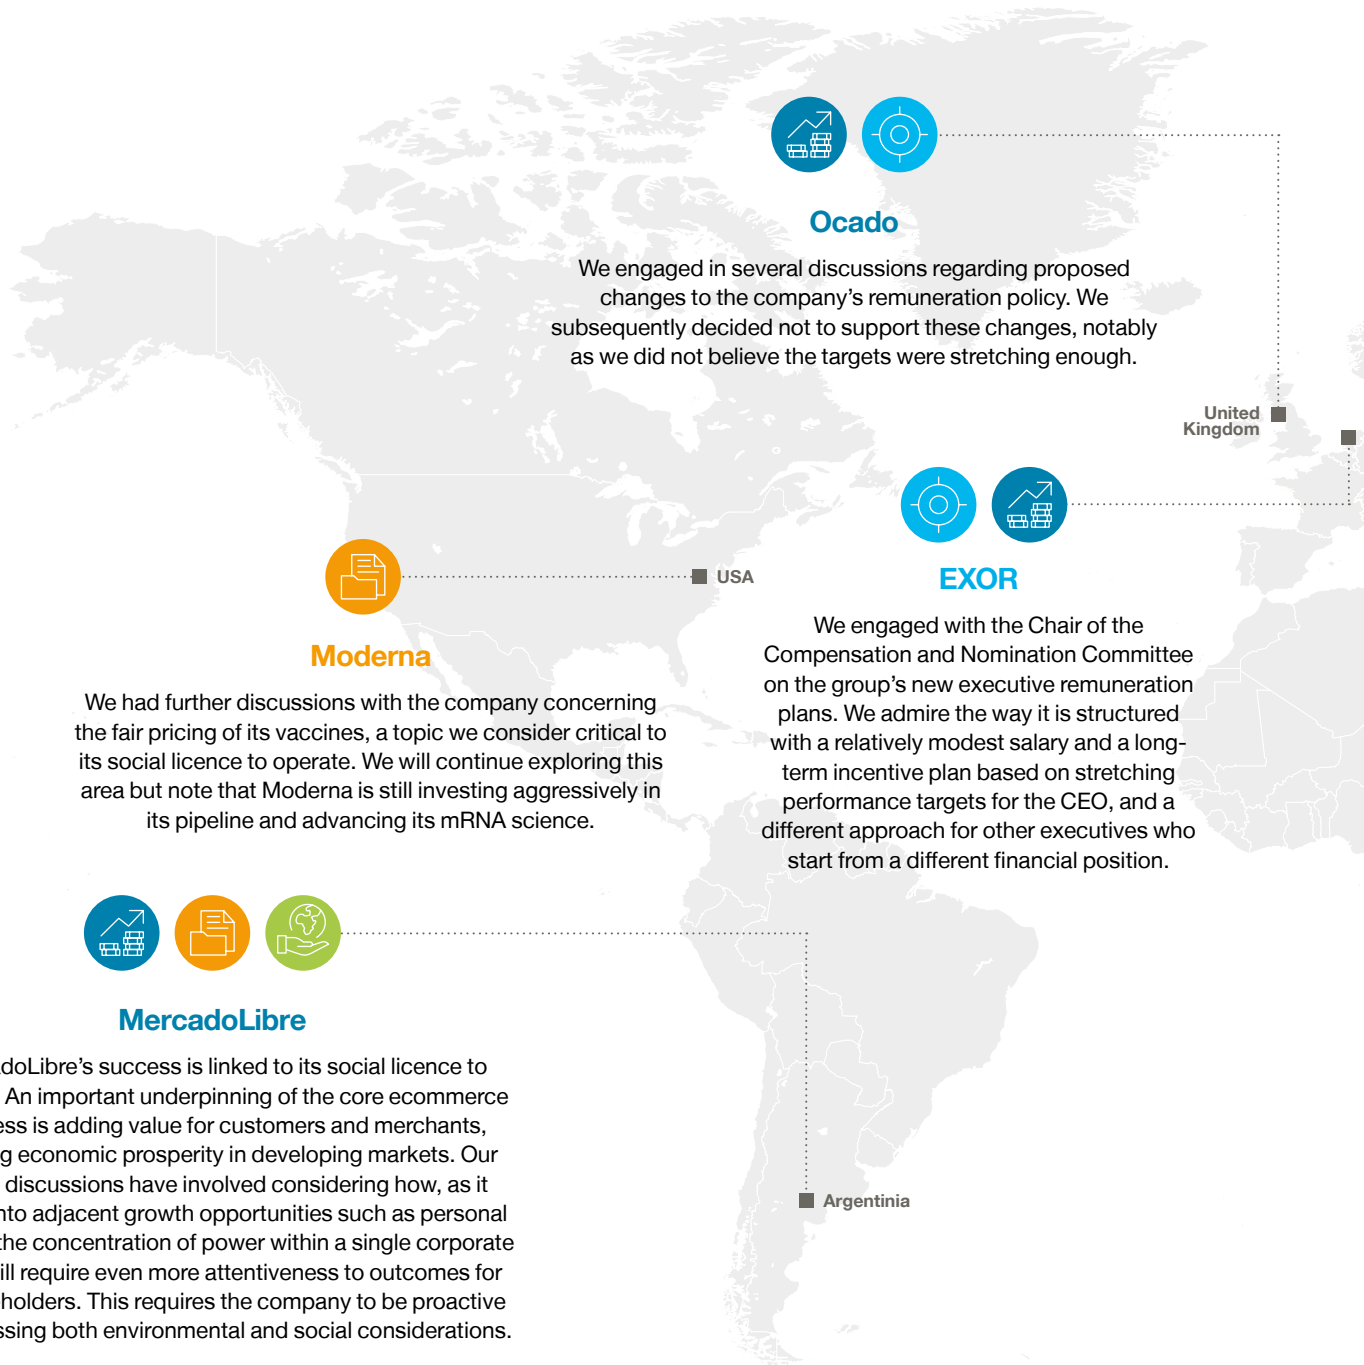 Ocado
We engaged in several discussions regarding proposed
changes to the company’s remuneration policy. We
subsequently decided not to support these changes, notably
as we did not believe the targets were stretching enough.
United
Kingdom
EXOR
We engaged with the Chair of the
Compensation and Nomination Committee
on the group’s new executive remuneration
plans. We admire the way it is structured
with a relatively modest salary and a long-
term incentive plan based on stretching
performance targets for the CEO, and a
different approach for other executives who
start from a different financial position.
USA
Moderna
We had further discussions with the company concerning
the fair pricing of its vaccines, a topic we consider critical to
its social licence to operate. We will continue exploring this
area but note that Moderna is still investing aggressively in
its pipeline and advancing its mRNA science.
MercadoLibre
doLibre’s success is linked to its social licence to
An important underpinning of the core ecommerce
ess is adding value for customers and merchants,
g economic prosperity in developing markets. Our
discussions have involved considering how, as it
nto adjacent growth opportunities such as personal
the concentration of power within a single corporate
ill require even more attentiveness to outcomes for
holders. This requires the company to be proactive
ssing both environmental and social considerations.
Argentinia